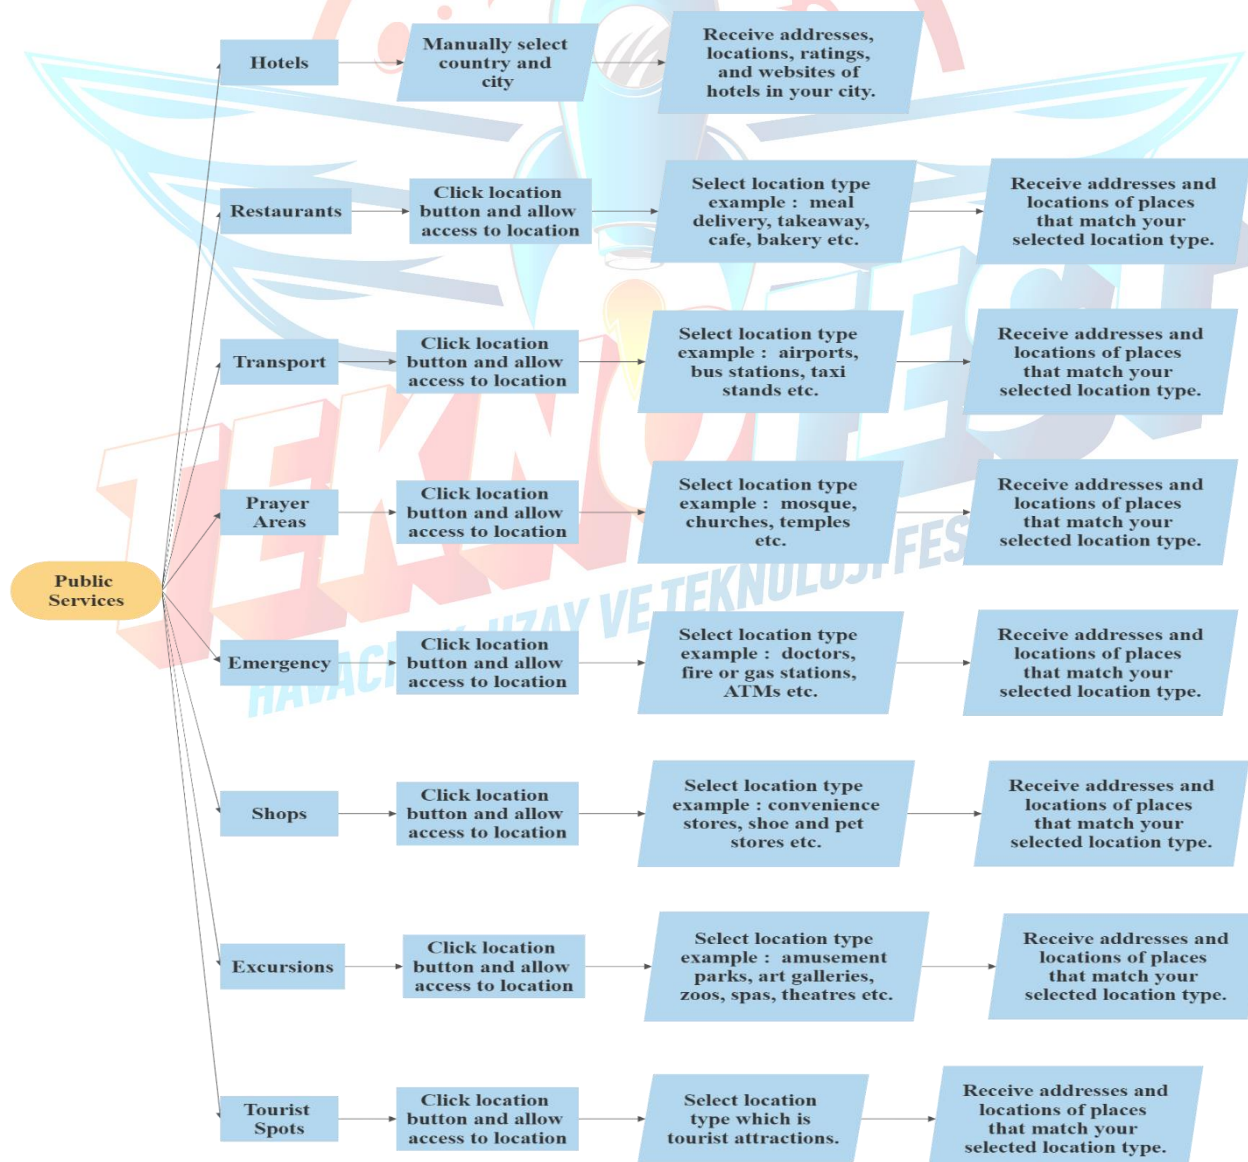 Hotels
Manually select
country and
city
Receive addresses,
locations, ratings,
and websites of
hotels in your city.
Restaurants
Click location
button and allow
access to location
Select location type
example : meal
delivery, takeaway,
cafe, bakery etc.
Receive addresses and
locations of places
that match your
selected location type.
Transport
Click location
button and allow
access to location
Select location type
example : airports,
bus stations, taxi
stands etc.
Receive addresses and
locations of places
that match your
selected location type.
Prayer
Areas
Click location
button and allow
access to location
Select location type
example : mosque,
churches, temples
etc.
Receive addresses and
locations of places
that match your
selected location type.
Public
Services
Emergency
Click location
button and allow
access to location
Select location type
example : doctors,
fire or gas stations,
ATMs etc.
Receive addresses and
locations of places
that match your
selected location type.
Shops
Click location
button and allow
access to location
Select location type
example : convenience
stores, shoe and pet
stores etc.
Receive addresses and
locations of places
that match your
selected location type.
Excursions
Click location
button and allow
access to location
Select location type
example : amusement
parks, art galleries,
zoos, spas, theatres etc.
Receive addresses and
locations of places
that match your
selected location type.
Tourist
Spots
Click location
button and allow
access to location
Select location
type which is
tourist attractions.
Receive addresses and
locations of places
that match your
selected location type.
TEKNOFEST
VE